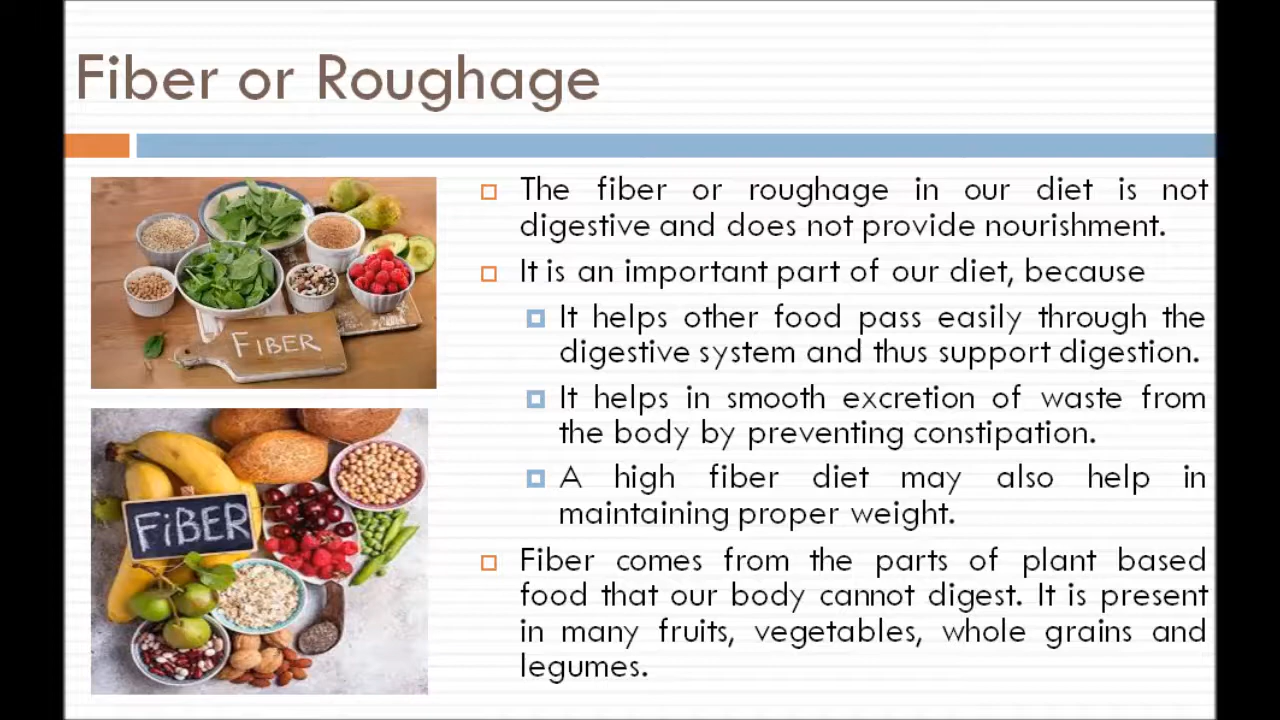 Fiber or Roughage
FIBER
FiBER
The fiber or roughage in our diet is not
digestive and does not provide nourishment.
It is an important part of our diet, because
It helps other food pass easily through the
digestive system and thus support digestion.
It helps in smooth excretion of waste from
the body by preventing constipation.
A high fiber diet may also help in
maintaining proper weight.
Fiber comes from the parts of plant based
food that our body cannot digest. It is present
in many fruits, vegetables, whole grains and
legumes.